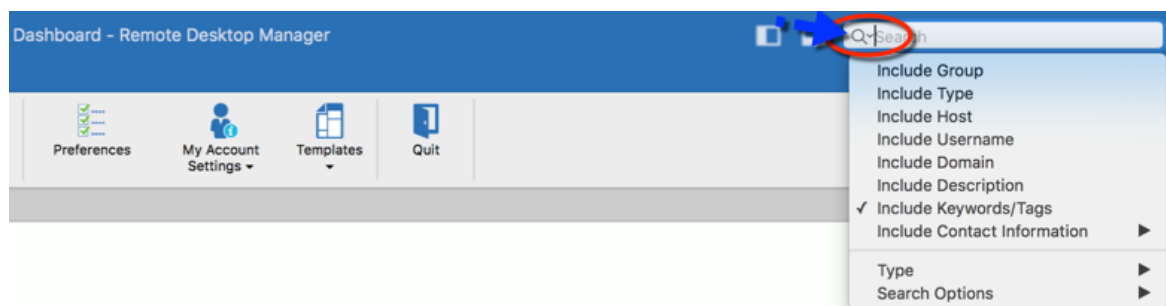 Dashboard - Remote Desktop Manager
Search
Include Group
Include Type
Include Host
Include Username
Include Domain
Include Description
✓ Include Keywords/Tags
Include Contact Information
Type
Search Options
Preferences
My Account
Settings
Templates
Quit